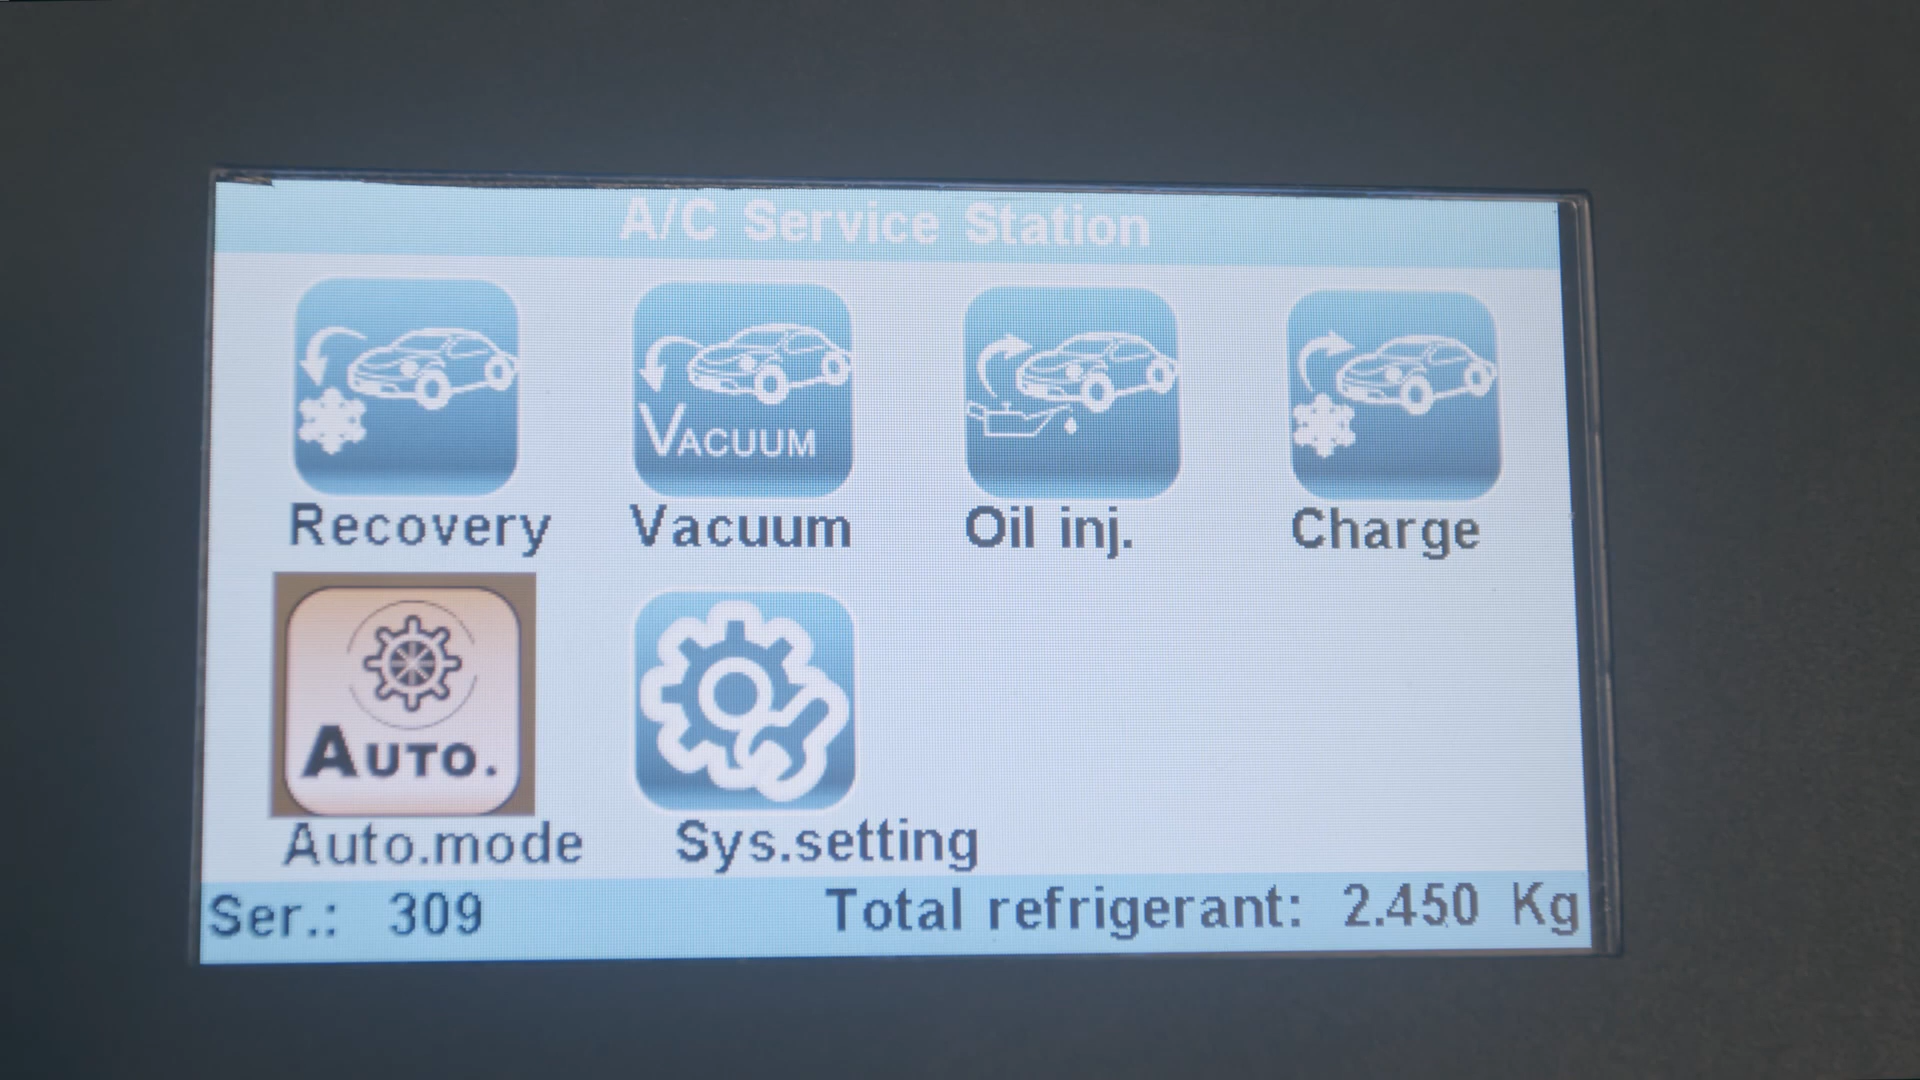 A/C Service Station
VACUUM
Recovery Vacuum Oil inj. Charge
AUTO.
Auto.mode Sys.setting
Ser.: 309 Total refrigerant: 2.450 Kg